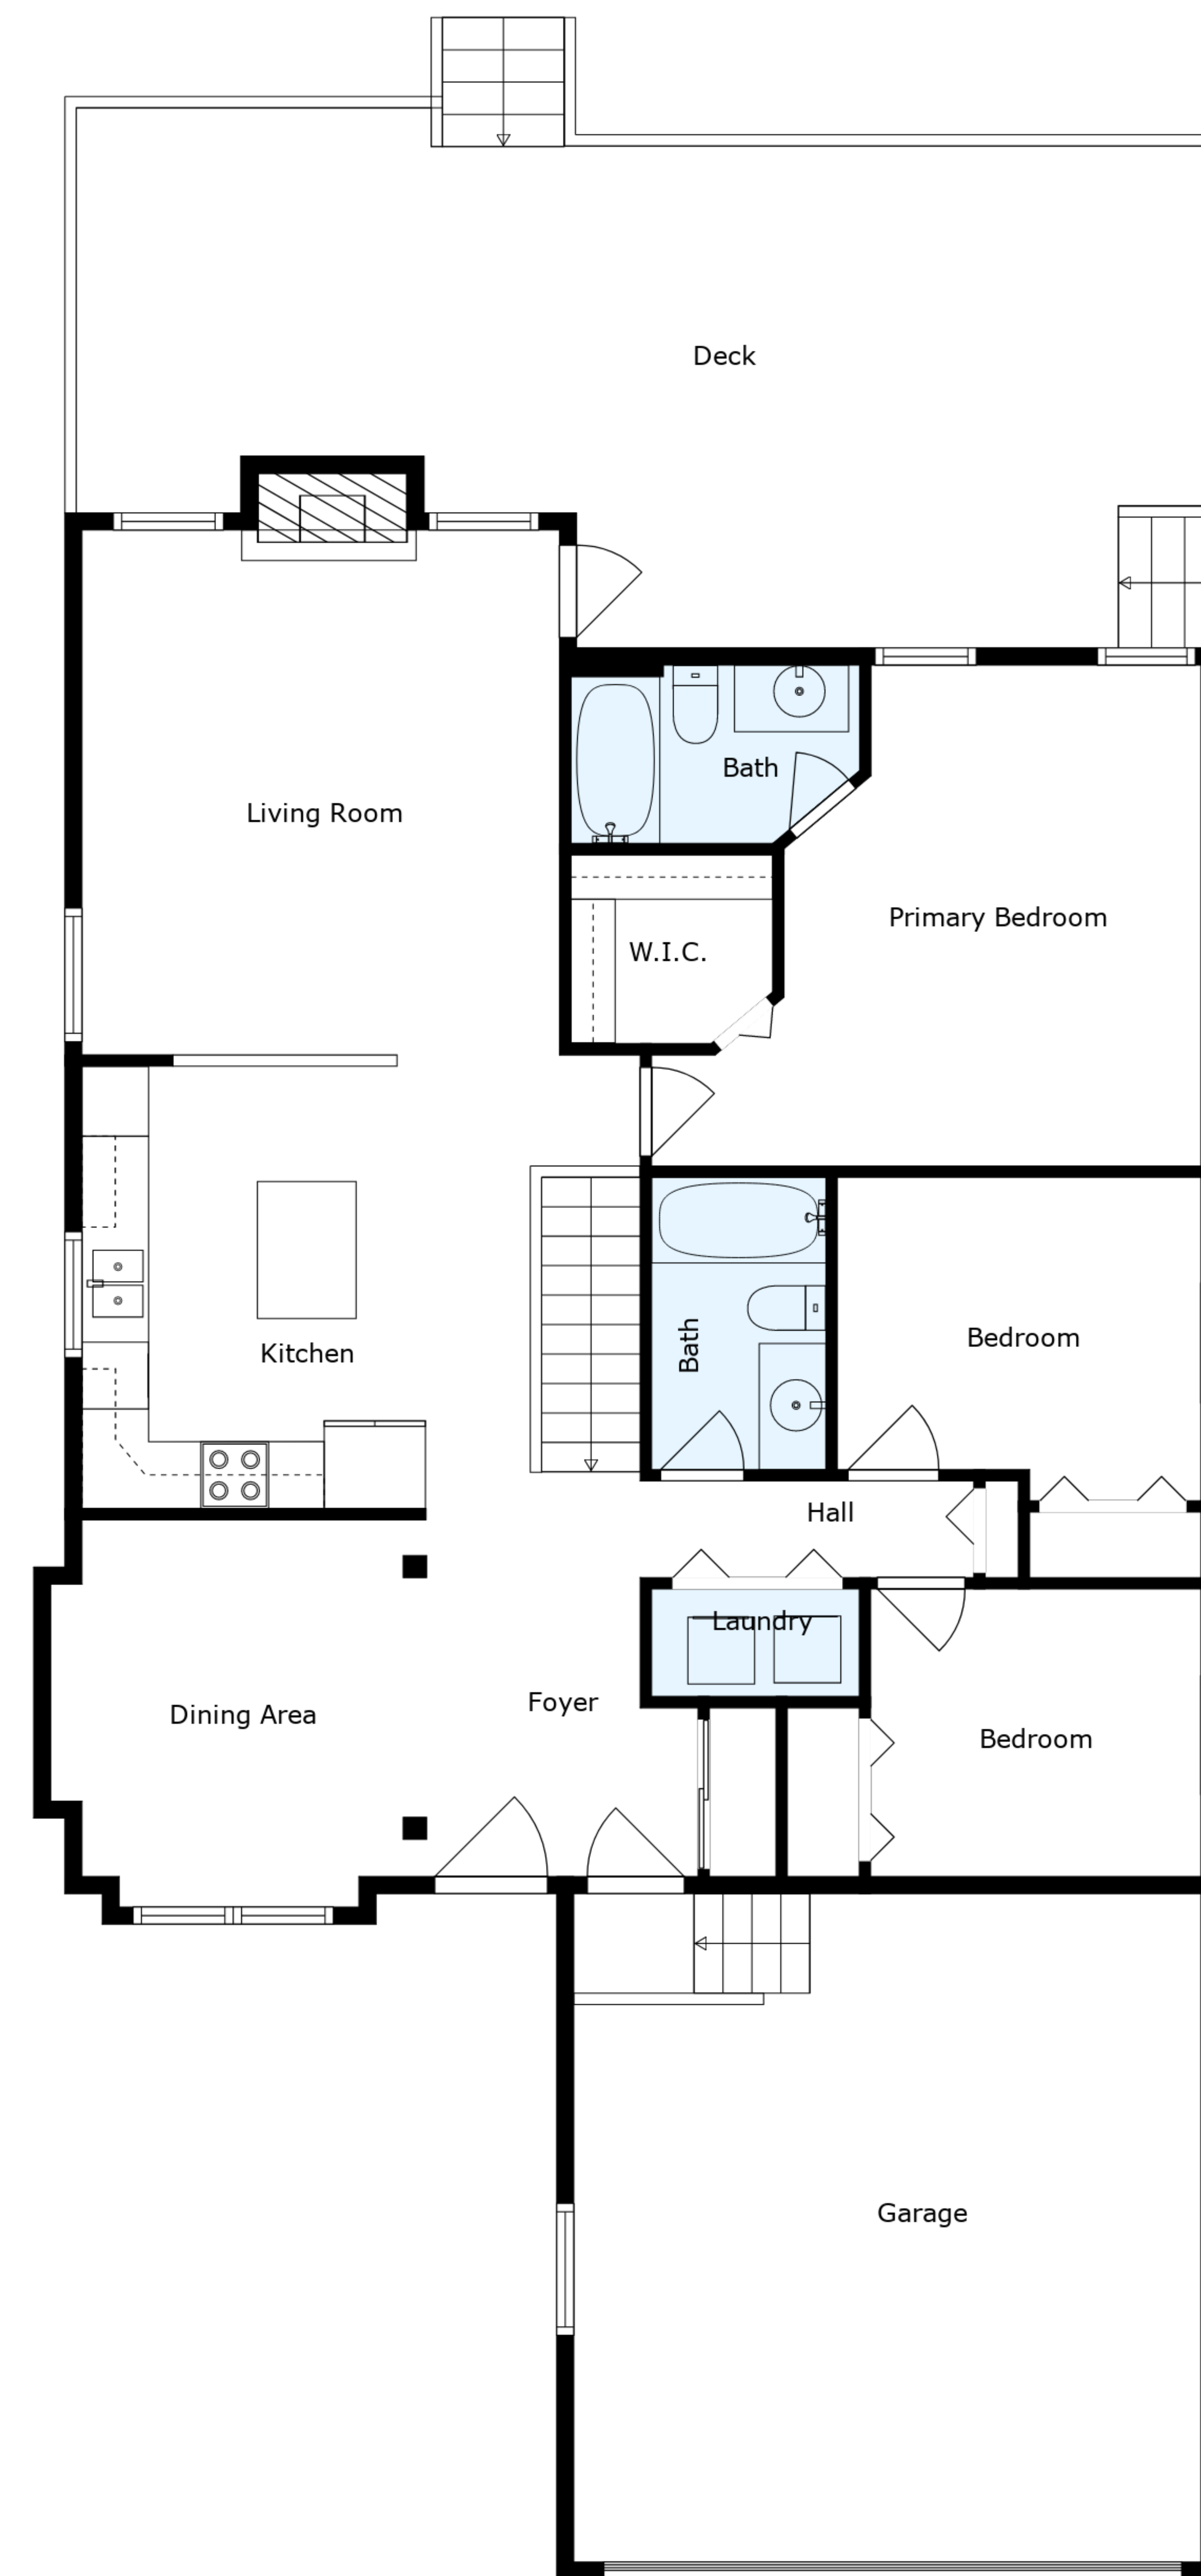 Deck
Living Room
Bath
Primary Bedroom
W.I.C.
Kitchen
Bath
Bedroom
Hall
Laundry
Foyer
Dining Area
Bedroom
Garage